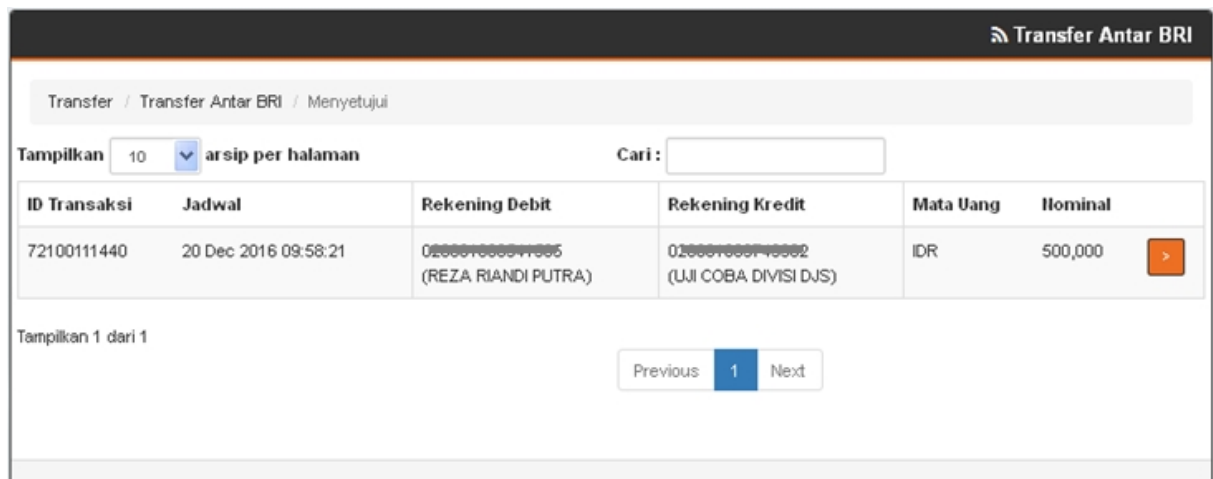 Transfer Antar BRI
Transfer / Transfer Antar BRI / Menyetujui
Tampilkan 10 arsip per halaman Cari :
ID Transaksi Jadwal Rekening Debit Rekening Kredit Mata Uang Nominal
72100111440 20 Dec 2016 09:58:21 IDR 500,000 >
(REZA RIANDI PUTRA) (UJI COBA DIVISI DJS)
Tampilkan 1 dari 1
Previous 1 Next